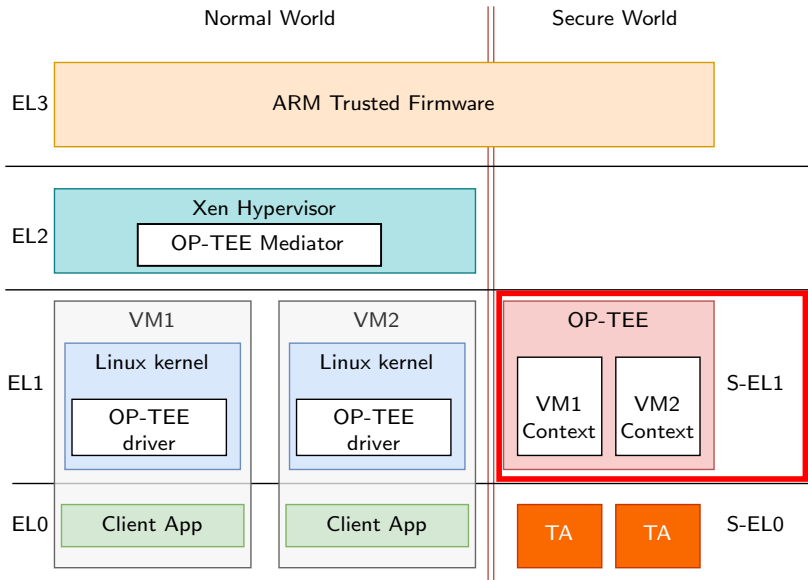 Normal World
Secure World
EL3
ARM Trusted Firmware
EL2
Xen Hypervisor
OP-TEE Mediator
EL1
VM1
Linux kernel
OP-TEE
driver
VM2
Linux kernel
OP-TEE
driver
OP-TEE
VM1
Context
VM2
Context
S-EL1
EL0
Client App
Client App
TA
TA
S-EL0